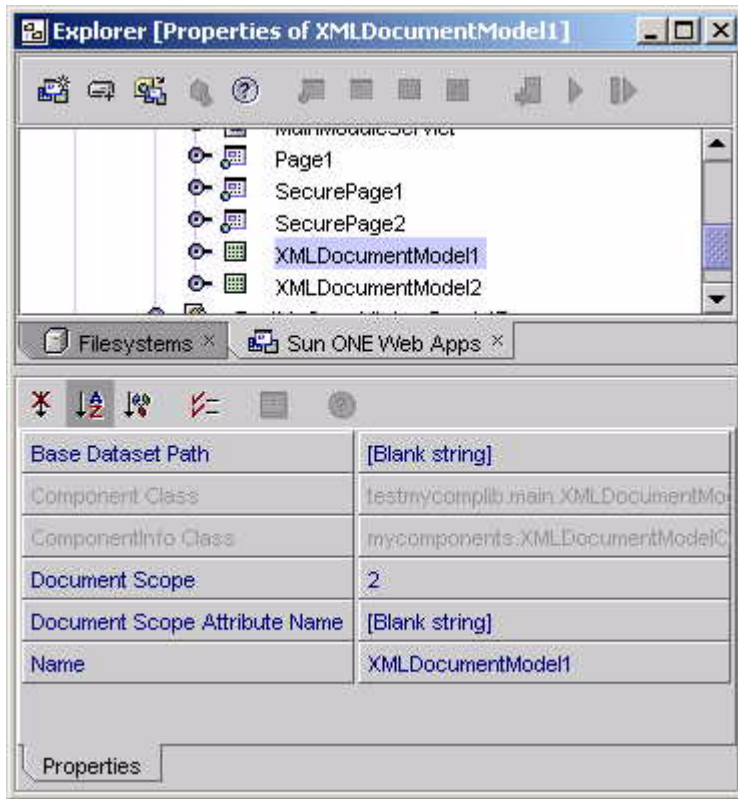 Explorer [Properties of XMLDocumentModel1]
MainModuleServlet
Page1
SecurePage1
SecurePage2
XMLDocumentModel1
XMLDocumentModel2
Filesystems × Sun ONE Web Apps ×
Base Dataset Path [Blank string]
Component Class testmycomplib.main.XMLDocumentMo
ComponentInfo Class mycomponents.XMLDocumentModelC
Document Scope 2
Document Scope Attribute Name [Blank string]
Name XMLDocumentModel1
Properties